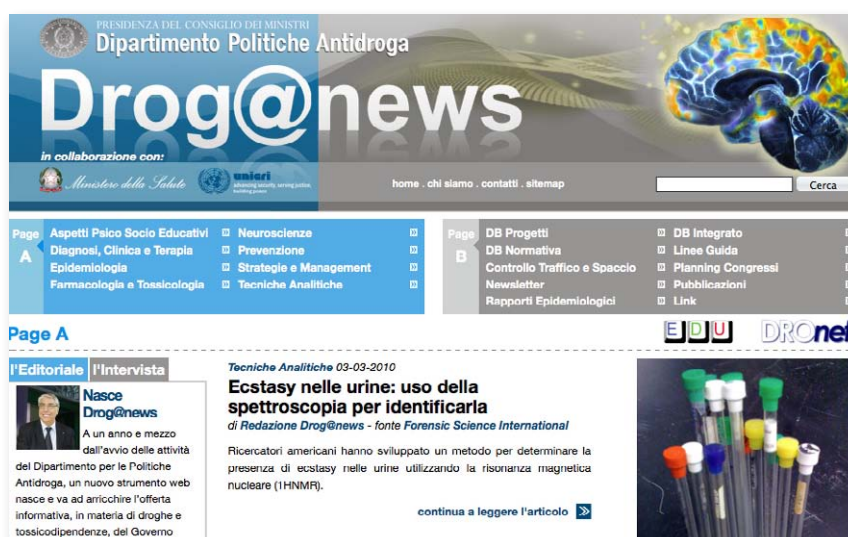 PRESIDENZA DEL CONSIGLIO DEI MINISTRI
Dipartimento Politiche Antidroga
Drog@news
in collaborazione con:
Ministero della Salute
uniari
advancing security, serving justice,
building peace
home . chi siamo . contatti . sitemap
Cerca
Page A
Aspetti Psico Socio Educativi
Diagnosi, Clinica e Terapia
Epidemiologia
Farmacologia e Tossicologia
Neuroscienze
Prevenzione
Strategie e Management
Tecniche Analitiche
Page B
DB Progetti
DB Normativa
Controllo Traffico e Spaccio
Newsletter
Rapporti Epidemiologici
DB Integrato
Linee Guida
Planning Congressi
Pubblicazioni
Link
Page A
EDU
DROnet
l'Editoriale
l'Intervista
Nasce
Drog@news
A un anno e mezzo
dall'avvio delle attività
del Dipartimento per le Politiche
Antidroga, un nuovo strumento web
nasce e va ad arricchire l'offerta
informativa, in materia di droghe e
tossicodipendenze, del Governo
Tecniche Analitiche 03-03-2010
Ecstasy nelle urine: uso della
spettroscopia per identificarla
di Redazione Drog@news - fonte Forensic Science International
Ricercatori americani hanno sviluppato un metodo per determinare la
presenza di ecstasy nelle urine utilizzando la risonanza magnetica
nucleare (1HNMR).
continua a leggere l'articolo